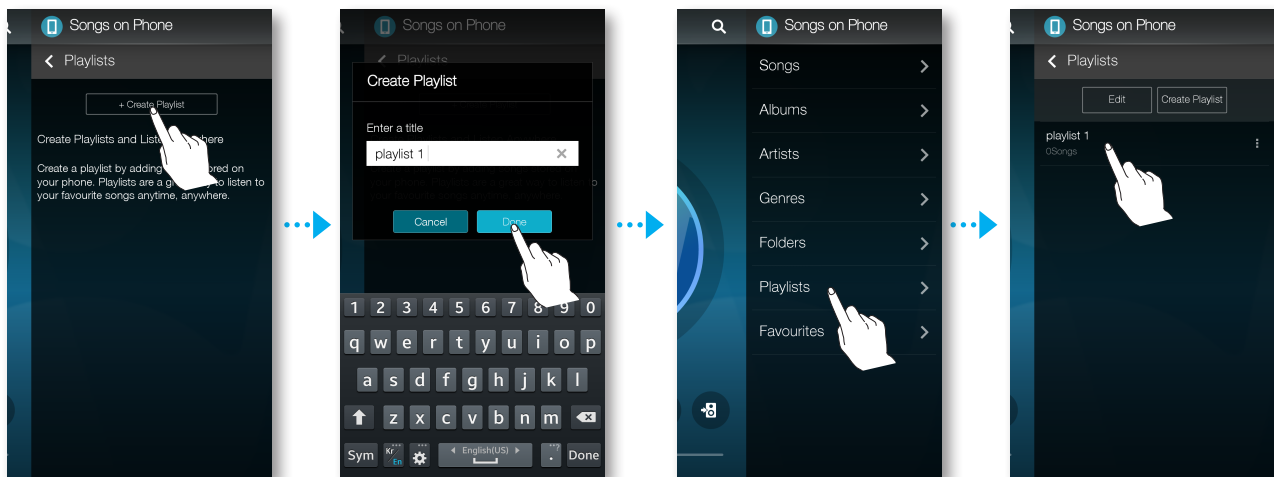 Songs on Phone
Playlists
+ Create Playlist
Create Playlists and Liste
here
Create a playlist by adding
ored on
your phone. Playlists are a g
to listen to
your favourite songs anytime, anywhere.
Songs on Phone
Playlists
Create Playlist
Enter a title
playlist 1
Cancel
Done
1 2 3 4 5 6 7 8 9 0
q w e r t y u i o p
a s d f g h j k l
z x c v b n m
Sym
Kr/En
English(US)
.
Done
Songs on Phone
Songs
Albums
Artists
Genres
Folders
Playlists
Favourites
Songs on Phone
Playlists
Edit
Create Playlist
playlist 1
0Songs